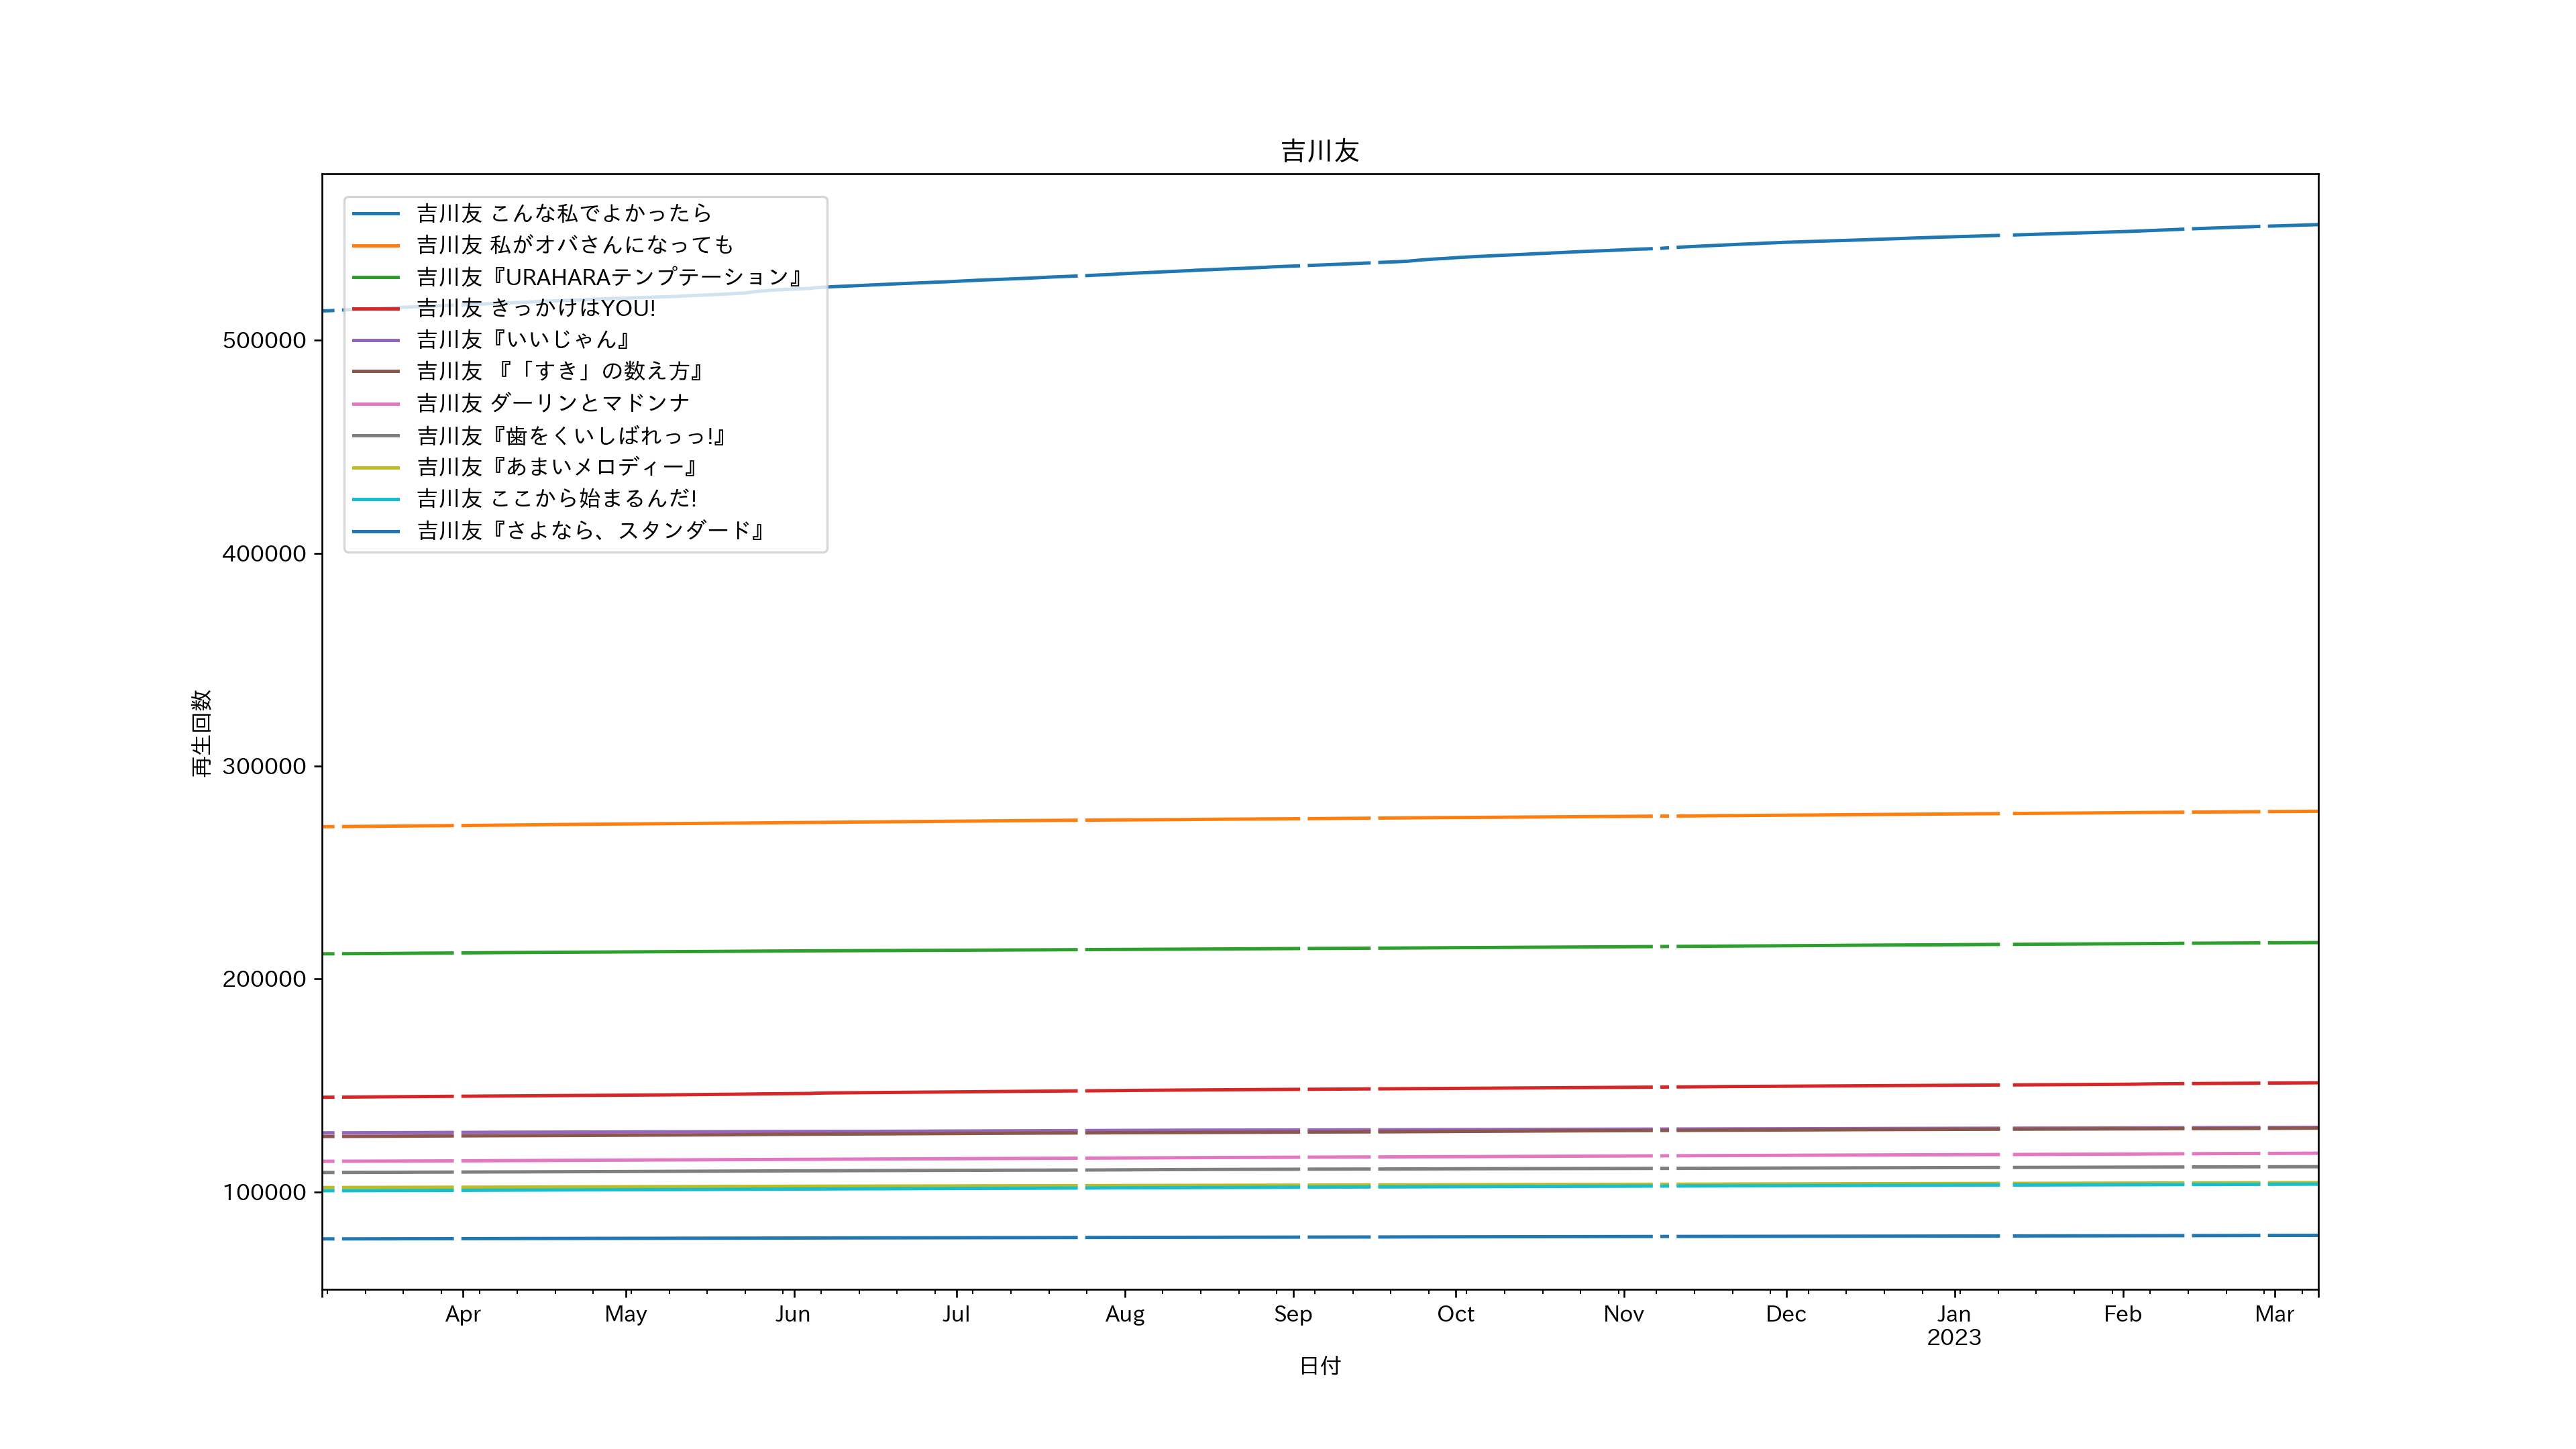 吉川友
吉川友 こんな私でよかったら
吉川友 私がオバさんになっても
吉川友『URAHARAテンプテーション』
吉川友 きっかけはYOU!
吉川友『いいじゃん』
吉川友 『「すき」の数え方』
吉川友 ダーリンとマドンナ
吉川友『歯をくいしばれっっ!』
吉川友『あまいメロディー』
吉川友 ここから始まるんだ!
吉川友『さよなら、スタンダード』
再生回数
500000
400000
300000
200000
100000
Apr May Jun Jul Aug Sep Oct Nov Dec Jan Feb Mar
2023
日付